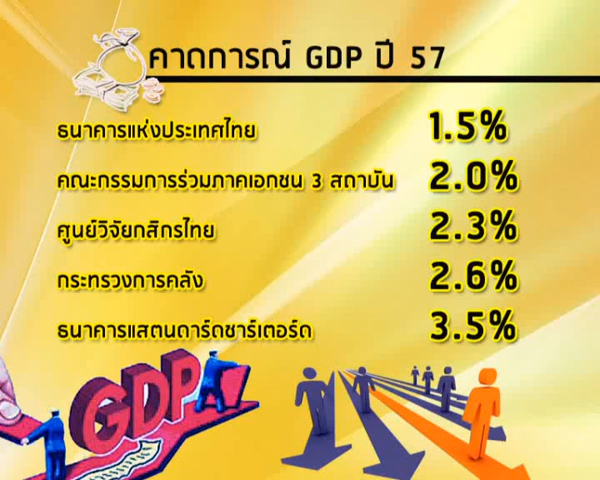 คาดการณ์ GDP ปี 57
ธนาคารแห่งประเทศไทย 1.5%
คณะกรรมการร่วมภาคเอกชน 3 สถาบัน 2.0%
ศูนย์วิจัยกสิกรไทย 2.3%
กระทรวงการคลัง 2.6%
ธนาคารแสตนดาร์ดชาร์เตอร์ด 3.5%
GDP